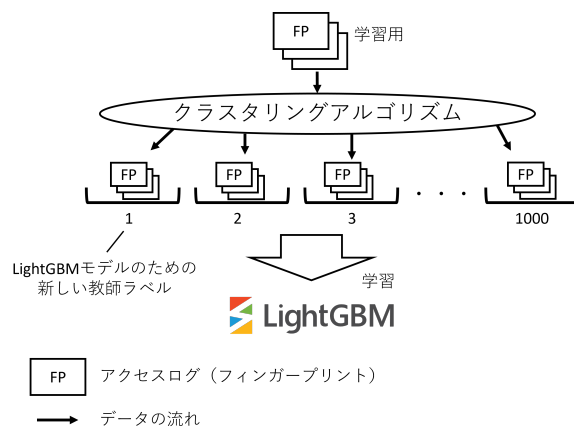 FP
学習用
クラスタリングアルゴリズム
FP FP FP ・・・ FP
1 2 3 1000
LightGBMモデルのための
新しい教師ラベル
学習
LightGBM
FP アクセスログ（フィンガープリント）
データの流れ